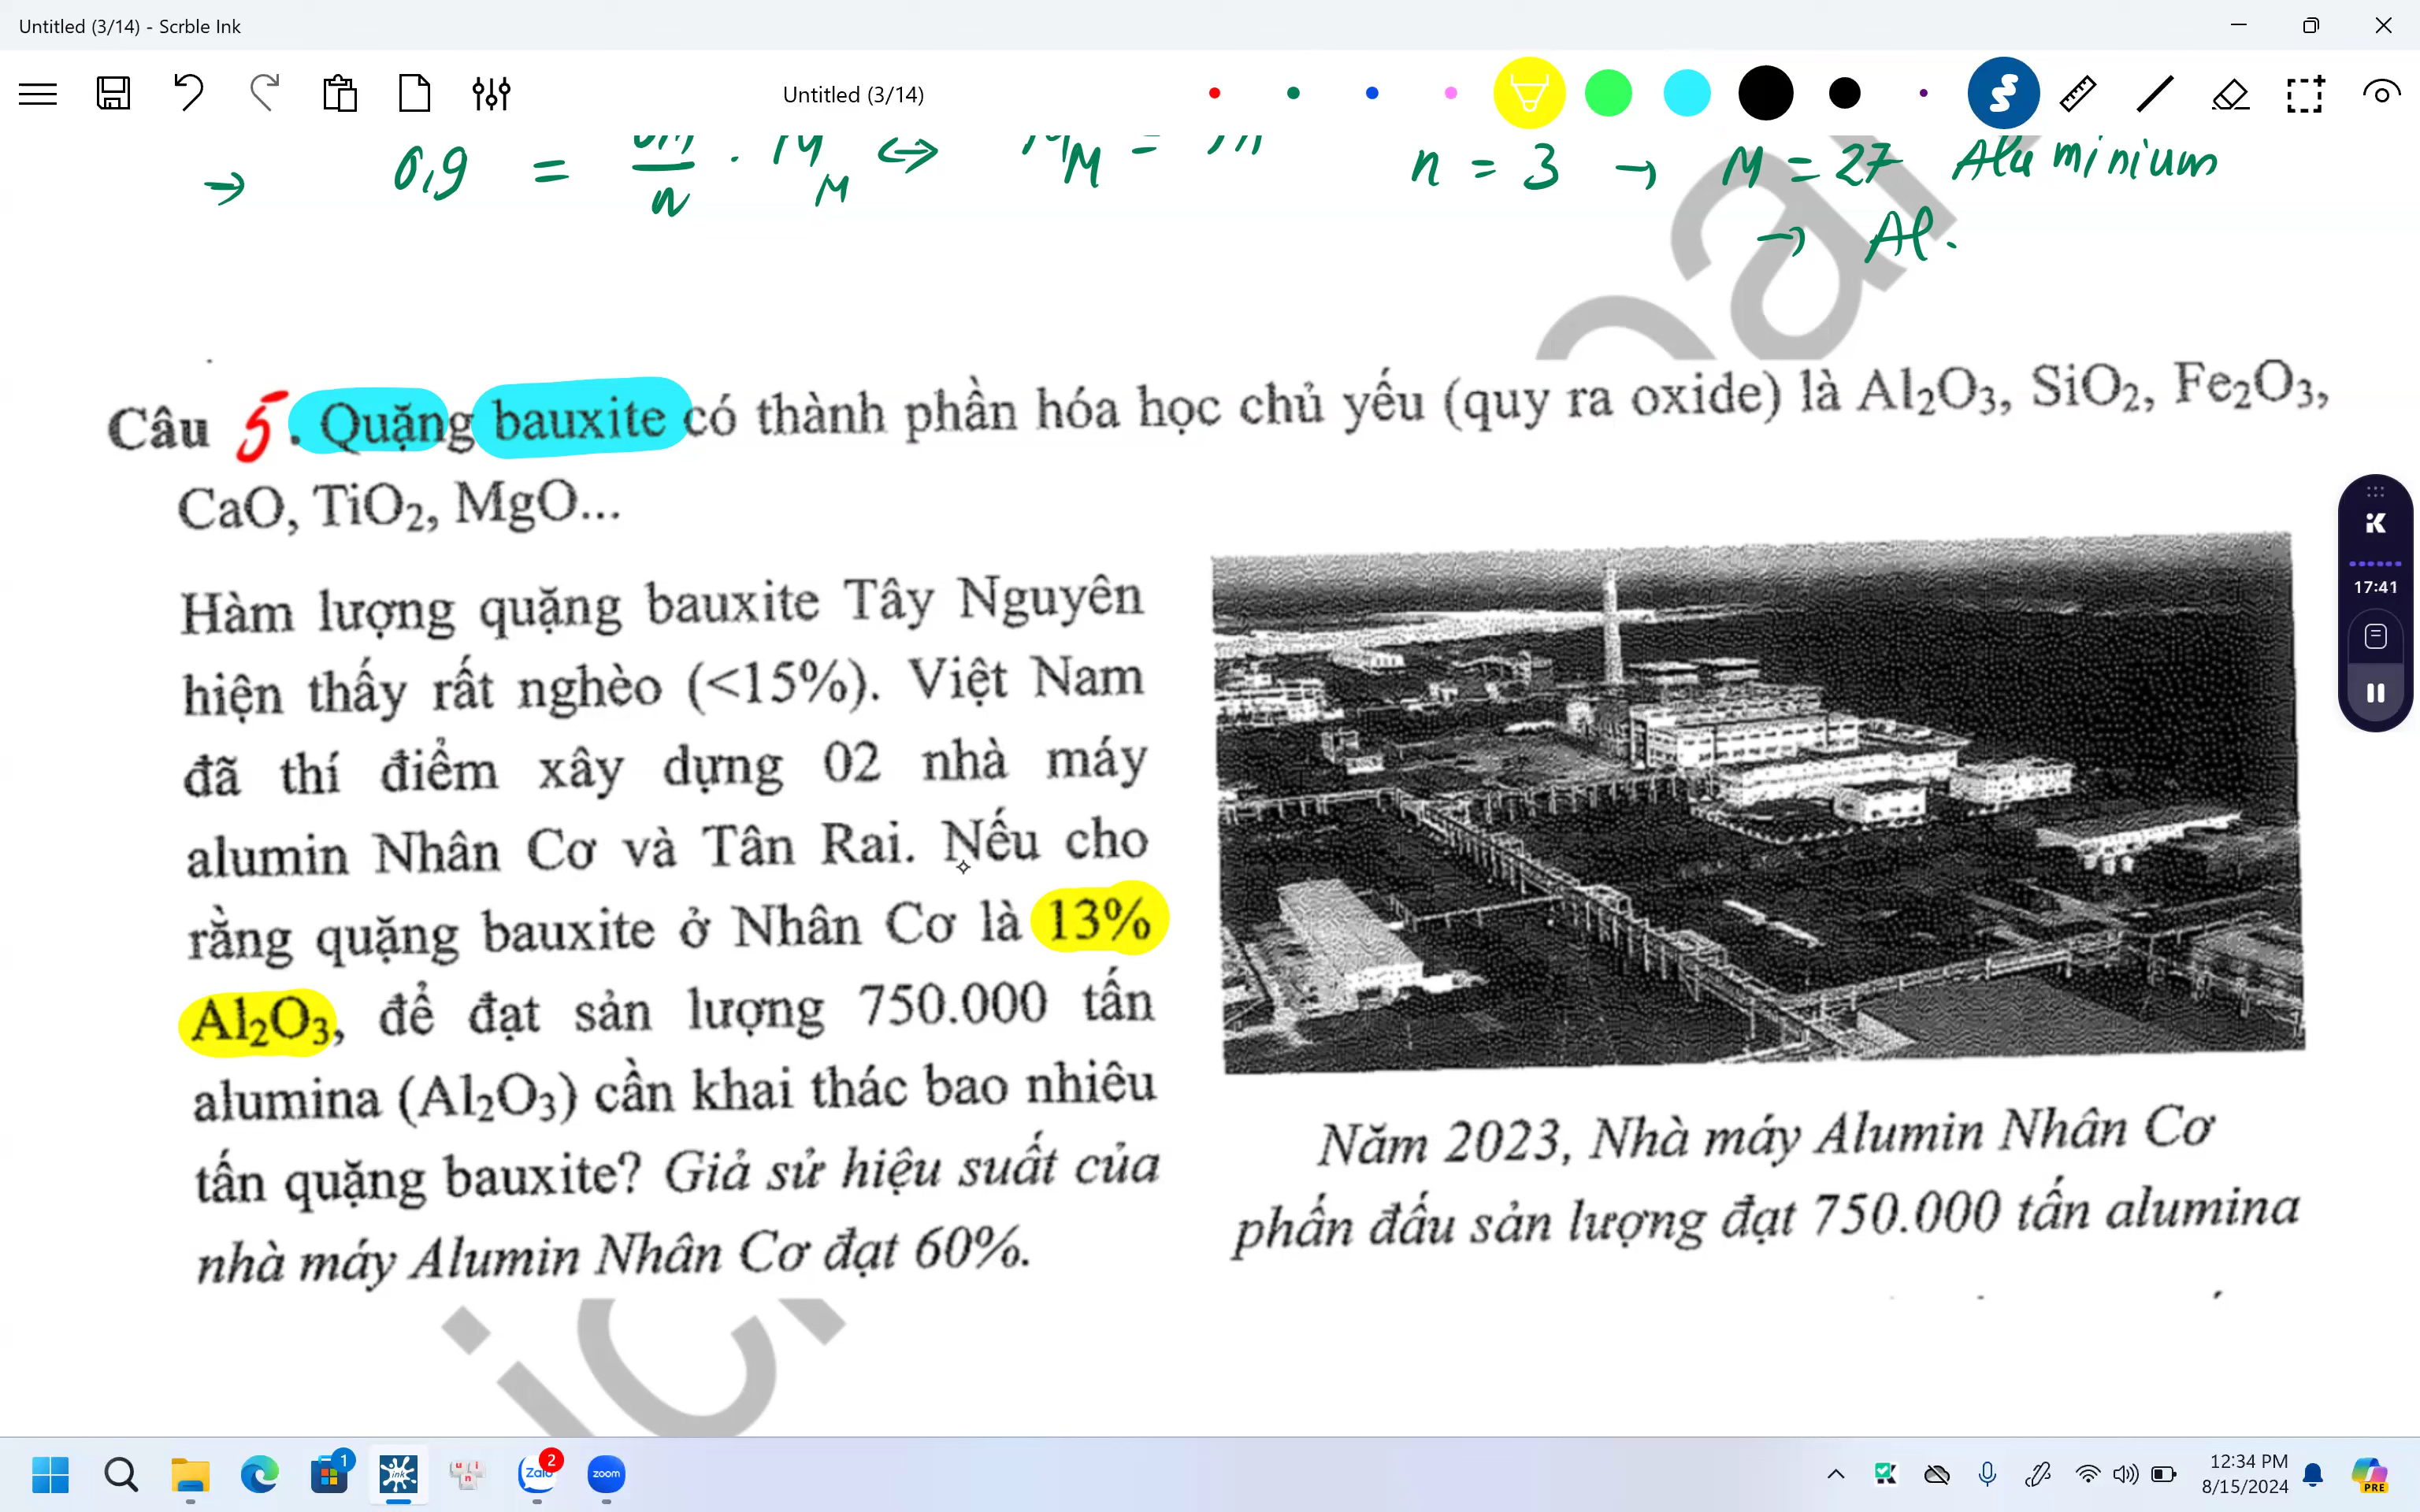 Untitled (3/14) - Scrble Ink
Untitled (3/14)
→ 0,9 = /n . M M ⇔ M = n = 3 → M = 27 Aluminium
→ Al.
Câu 5. Quặng bauxite có thành phần hóa học chủ yếu (quy ra oxide) là Al₂O₃, SiO₂, Fe₂O₃,
CaO, TiO₂, MgO...
Hàm lượng quặng bauxite Tây Nguyên
hiện thấy rất nghèo (<15%). Việt Nam
đã thí điểm xây dựng 02 nhà máy
alumin Nhân Cơ và Tân Rai. Nếu cho
rằng quặng bauxite ở Nhân Cơ là 13%
Al₂O₃, để đạt sản lượng 750.000 tấn
alumina (Al₂O₃) cần khai thác bao nhiêu
tấn quặng bauxite? Giả sử hiệu suất của
nhà máy Alumin Nhân Cơ đạt 60%.
Năm 2023, Nhà máy Alumin Nhân Cơ
phấn đấu sản lượng đạt 750.000 tấn alumina
17:41
1
ink
2
Zalo
zoom
12:34 PM
8/15/2024
PRE